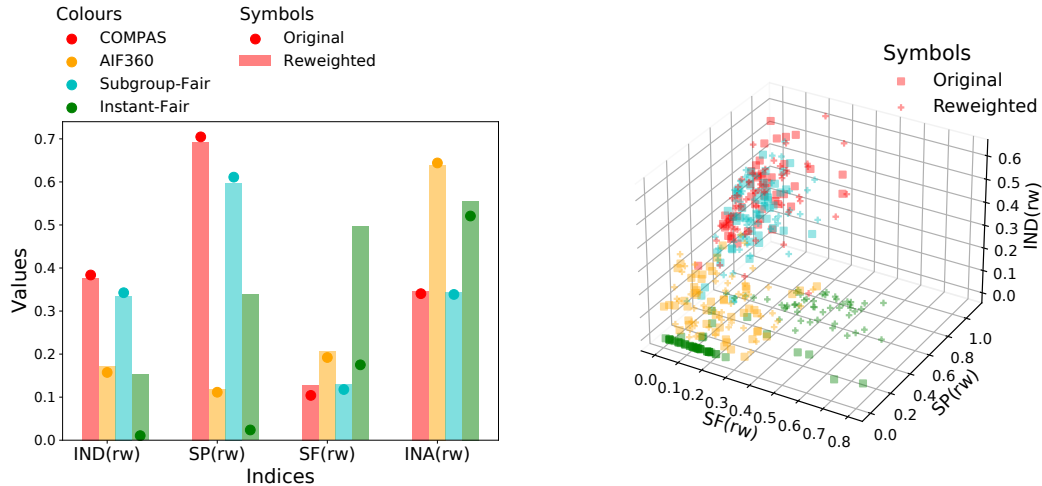 Colours
COMPAS
AIF360
Subgroup-Fair
Instant-Fair
Symbols
Original
Reweighted
Values
0.7
0.6
0.5
0.4
0.3
0.2
0.1
0.0
IND(rw) SP(rw) SF(rw) INA(rw)
Indices
Symbols
Original
Reweighted
0.6
0.5
0.4
0.3
0.2
0.1
0.0
IND(rw)
1.0
0.8
0.6
0.4
0.2
0.0
SP(rw)
0.0 0.1 0.2 0.3 0.4 0.5 0.6 0.7 0.8
SF(rw)